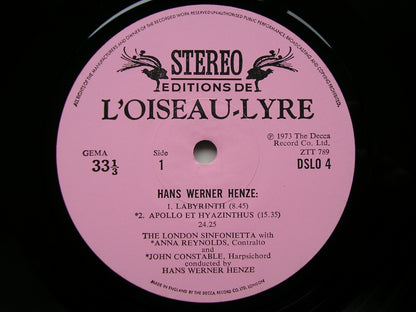 ALL RIGHTS OF THE MANUFACTURER AND OF THE OWNER OF THE RECORDED WORK RESERVED UNAUTHORISED PUBLIC PERFORMANCE, BROADCASTING AND COPYING OF THIS RECORD PROHIBITED.
STEREO
EDITIONS DE
L'OISEAU-LYRE
GEMA
33⅓
Side
1
℗ 1973 The Decca
Record Co. Ltd,
ZTT 789
DSLO 4
HANS WERNER HENZE:
1. LABYRINTH (8.45)
*2. APOLLO ET HYAZINTHUS (15.35)
24.25
THE LONDON SINFONIETTA with
*ANNA REYNOLDS, Contralto
and
*JOHN CONSTABLE, Harpsichord
conducted by
HANS WERNER HENZE
MADE IN ENGLAND BY THE DECCA RECORD CO. LTD. LONDON